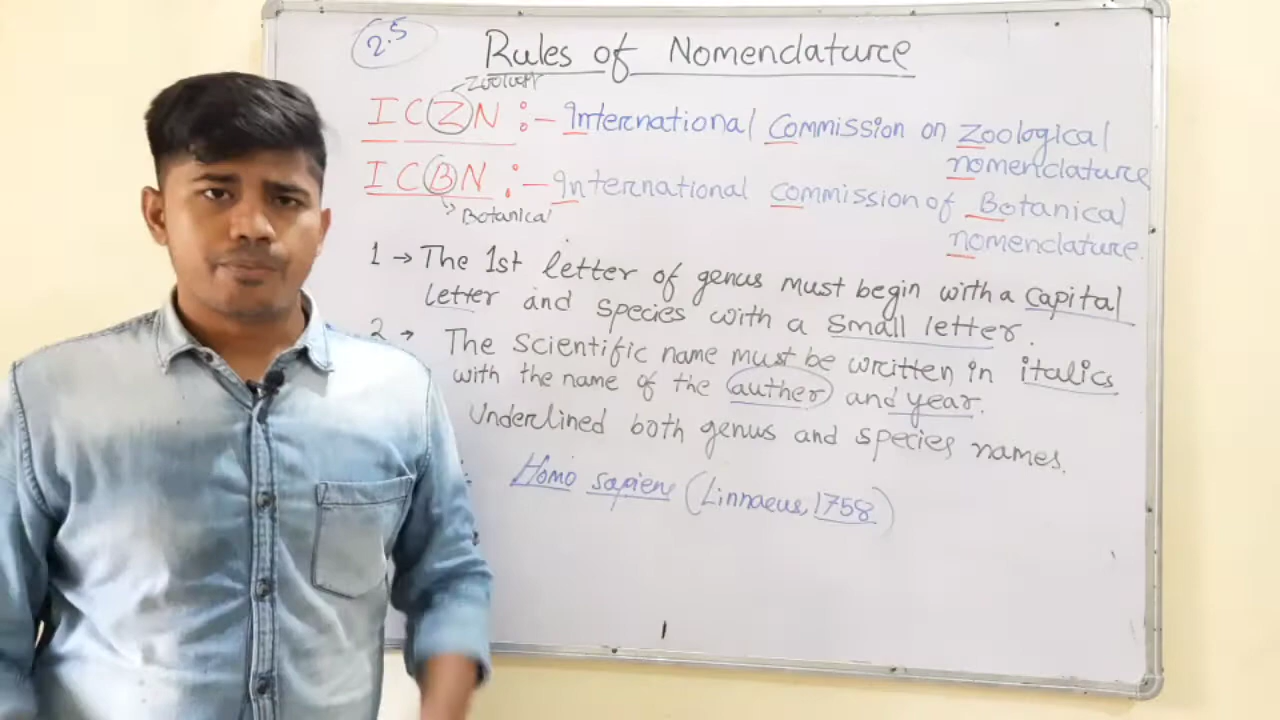 2.5
Rules of Nomenclature
Zoology
ICZN :- International Commission on Zoological
nomenclature
ICBN :- International commission of Botanical
nomenclature.
Botanical
1 → The 1st letter of genus must begin with a capital
letter and species with a small letter.
2 → The scientific name must be written in italics
with the name of the auther and year.
Underlined both genus and species names.
Homo sapiens (Linnaeus, 1758)